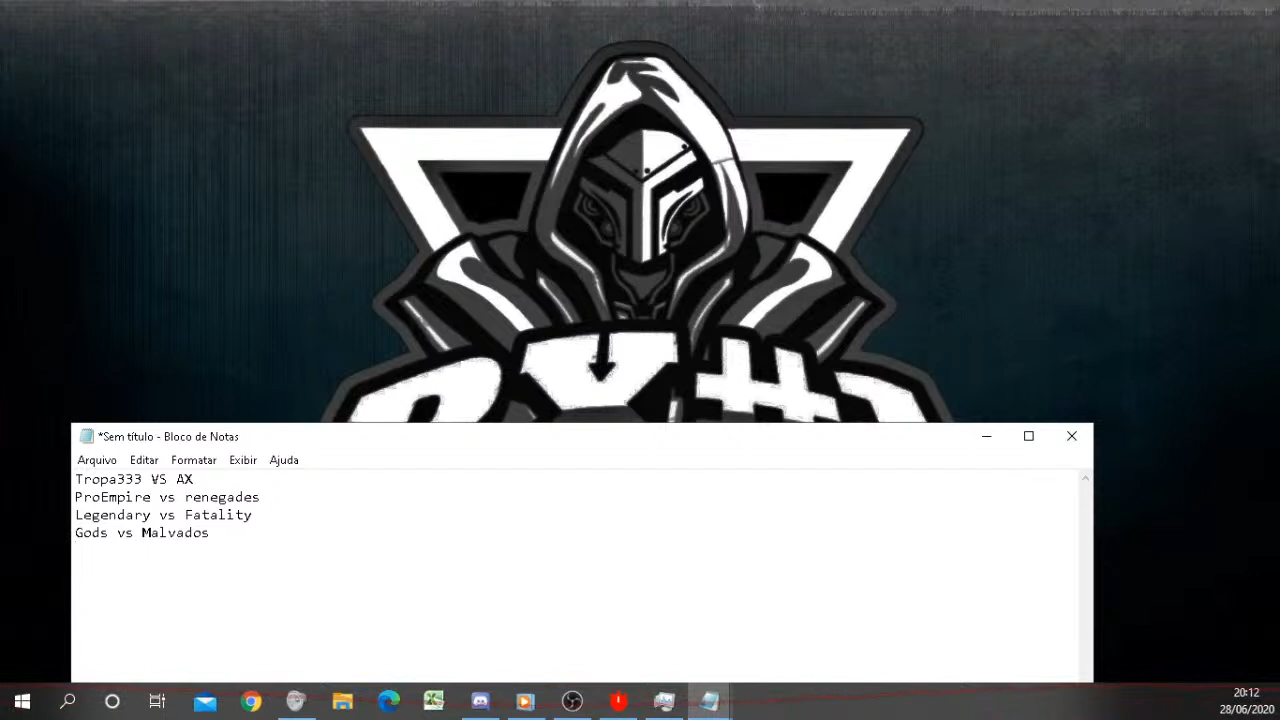 *Sem título - Bloco de Notas
Arquivo Editar Formatar Exibir Ajuda
Tropa333 VS AX
ProEmpire vs renegades
Legendary vs Fatality
Gods vs Malvados
20:12
28/06/2020